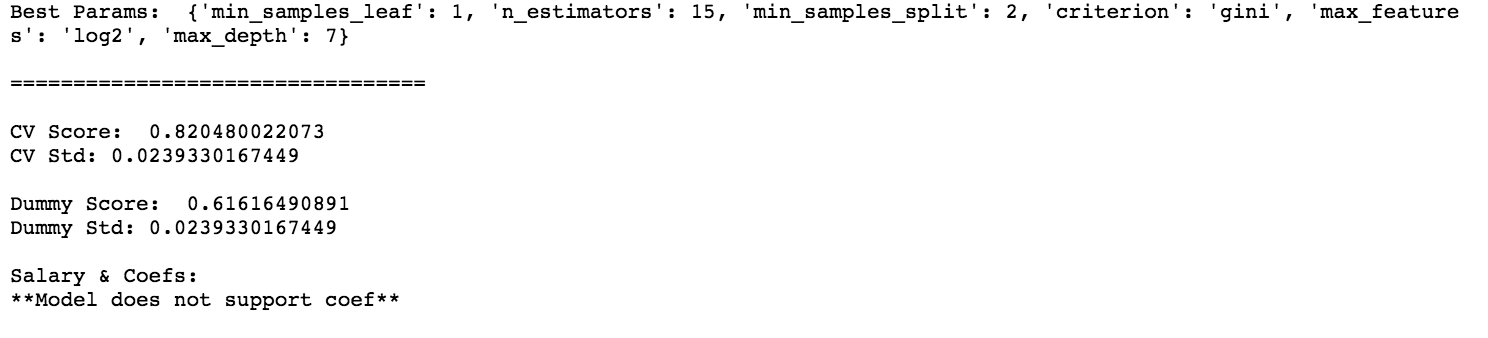 Best Params:  {'min_samples_leaf': 1, 'n_estimators': 15, 'min_samples_split': 2, 'criterion': 'gini', 'max_feature
s': 'log2', 'max_depth': 7}
=================================
CV Score:  0.820480022073
CV Std: 0.0239330167449
Dummy Score:  0.61616490891
Dummy Std: 0.0239330167449
Salary & Coefs:
**Model does not support coef**